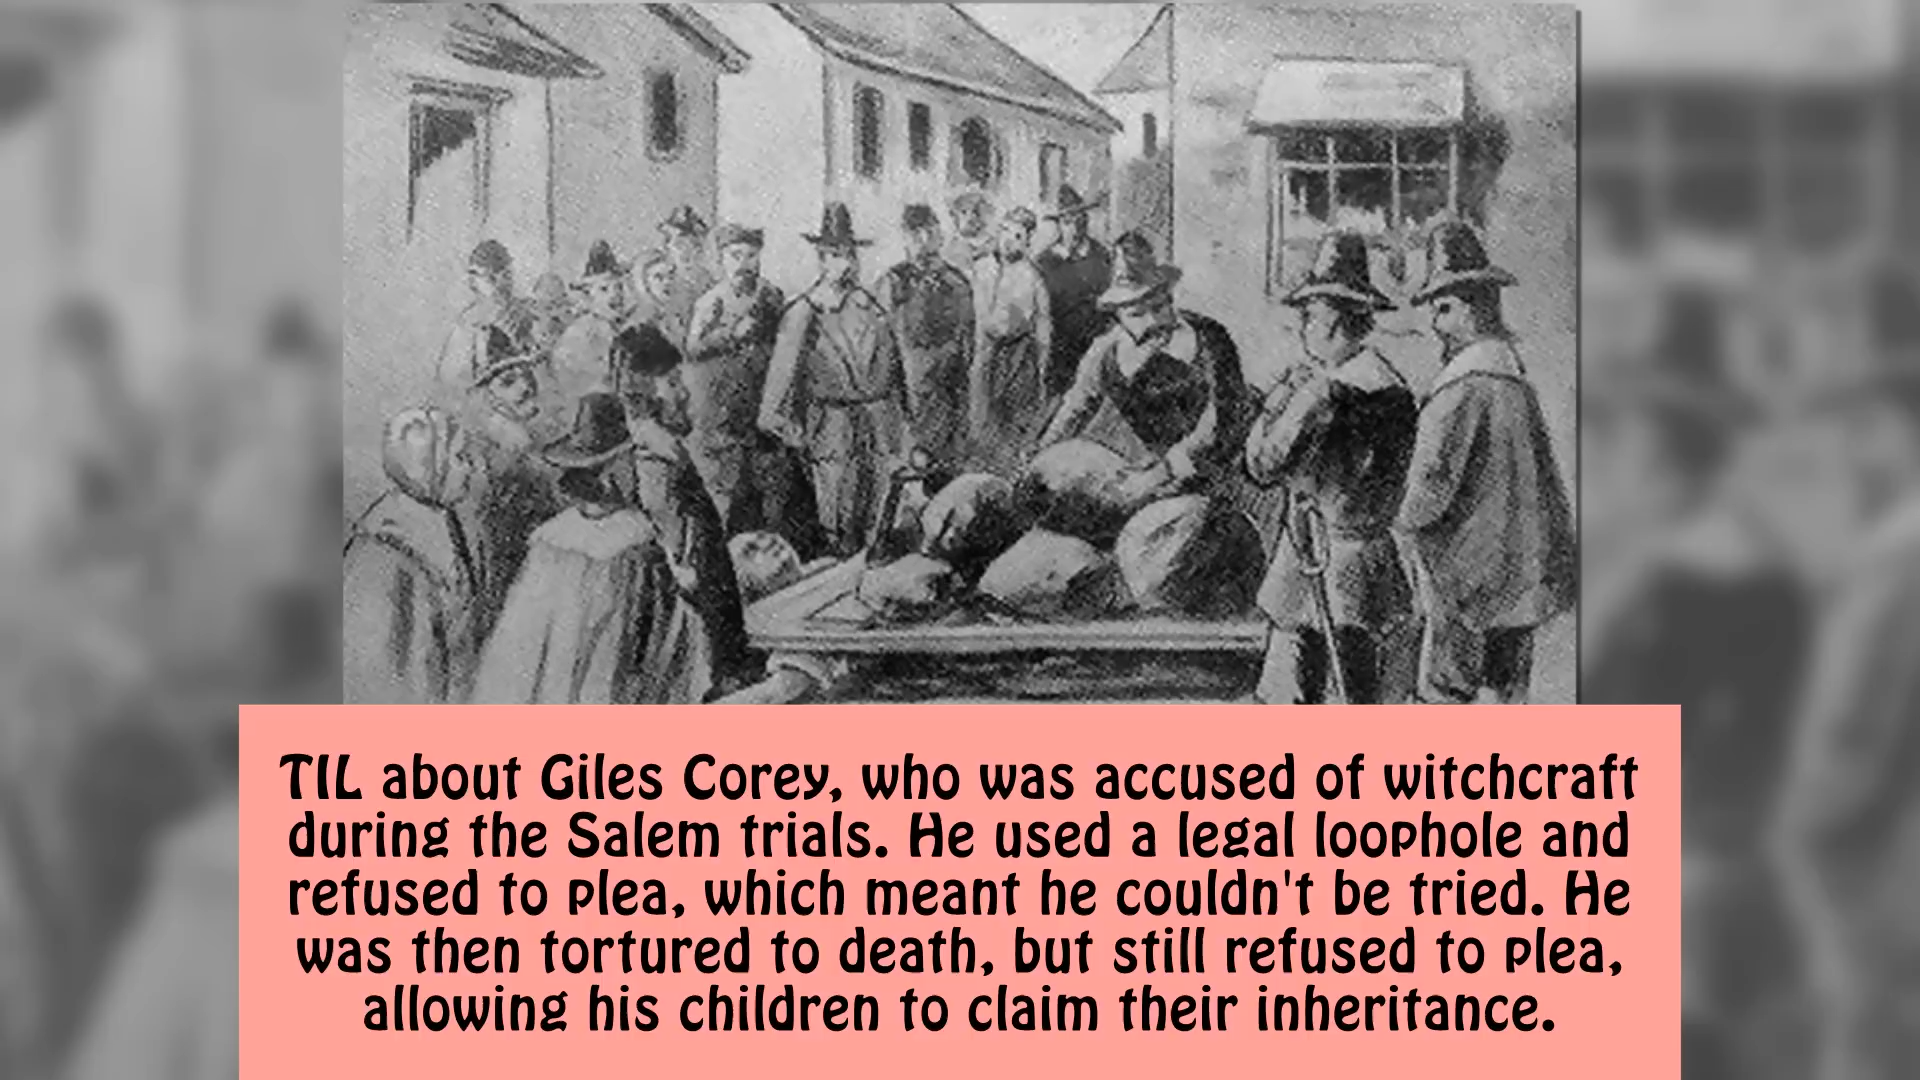 TIL about Giles Corey, who was accused of witchcraft
during the Salem trials. He used a legal loophole and
refused to plea, which meant he couldn't be tried. He
was then tortured to death, but still refused to plea,
allowing his children to claim their inheritance.